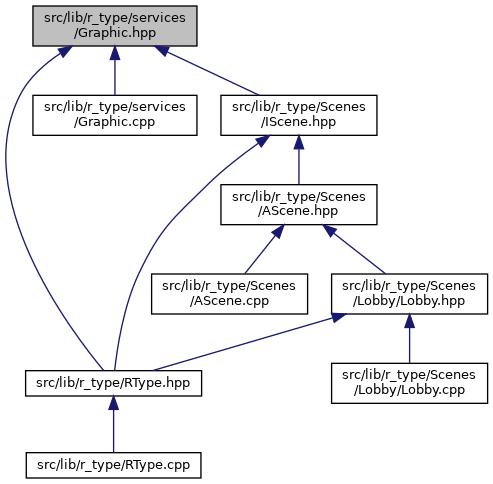 src/lib/r_type/services
/Graphic.hpp
src/lib/r_type/services
/Graphic.cpp
src/lib/r_type/Scenes
/IScene.hpp
src/lib/r_type/Scenes
/AScene.hpp
src/lib/r_type/Scenes
/AScene.cpp
src/lib/r_type/Scenes
/Lobby/Lobby.hpp
src/lib/r_type/RType.hpp
src/lib/r_type/Scenes
/Lobby/Lobby.cpp
src/lib/r_type/RType.cpp